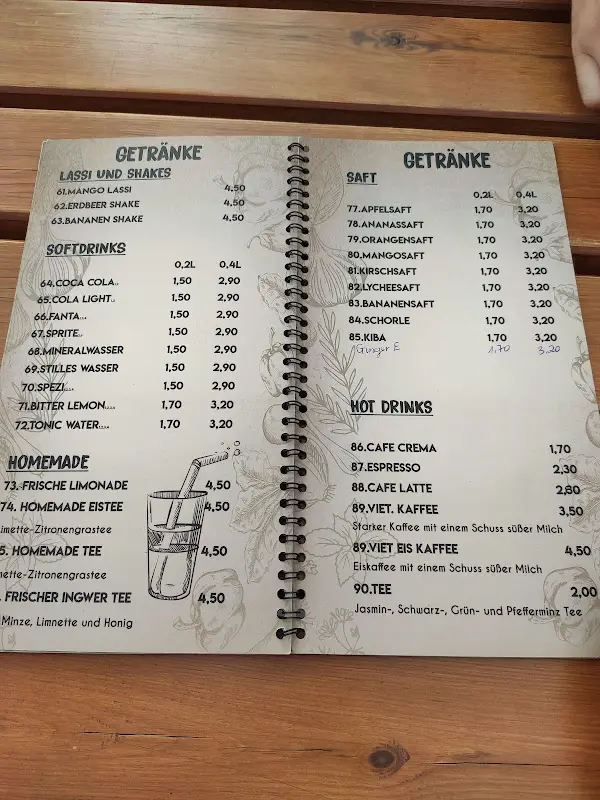 GETRÄNKE
LASSI UND SHAKES
61.MANGO LASSI 4,50
62.ERDBEER SHAKE 4,50
63.BANANEN SHAKE 4,50
SOFTDRINKS
0,2L 0,4L
64.COCA COLA 1,50 2,90
65.COLA LIGHT 1,50 2,90
66.FANTA 1,50 2,90
67.SPRITE 1,50 2,90
68.MINERALWASSER 1,50 2,90
69.STILLES WASSER 1,50 2,90
70.SPEZI 1,50 2,90
71.BITTER LEMON 1,70 3,20
72.TONIC WATER 1,70 3,20
HOMEMADE
73. FRISCHE LIMONADE 4,50
74. HOMEMADE EISTEE 4,50
imette-Zitronengrastee
5. HOMEMADE TEE 4,50
mette-Zitronengrastee
. FRISCHER INGWER TEE 4,50
Minze, Limnette und Honig
GETRÄNKE
SAFT
0,2L 0,4L
77.APFELSAFT 1,70 3,20
78.ANANASSAFT 1,70 3,20
79.ORANGENSAFT 1,70 3,20
80.MANGOSAFT 1,70 3,20
81.KIRSCHSAFT 1,70 3,20
82.LYCHEESAFT 1,70 3,20
83.BANANENSAFT 1,70 3,20
84.SCHORLE 1,70 3,20
85.KIBA 1,70 3,20
Ginger E 1,70 3,20
HOT DRINKS
86.CAFE CREMA 1,70
87.ESPRESSO 2,30
88.CAFE LATTE 2,80
89.VIET. KAFFEE 3,50
Starker Kaffee mit einem Schuss süßer Milch
89.VIET EIS KAFFEE 4,50
Eiskaffee mit einem Schuss süßer Milch
90.TEE 2,00
Jasmin-, Schwarz-, Grün- und Pfefferminz Tee